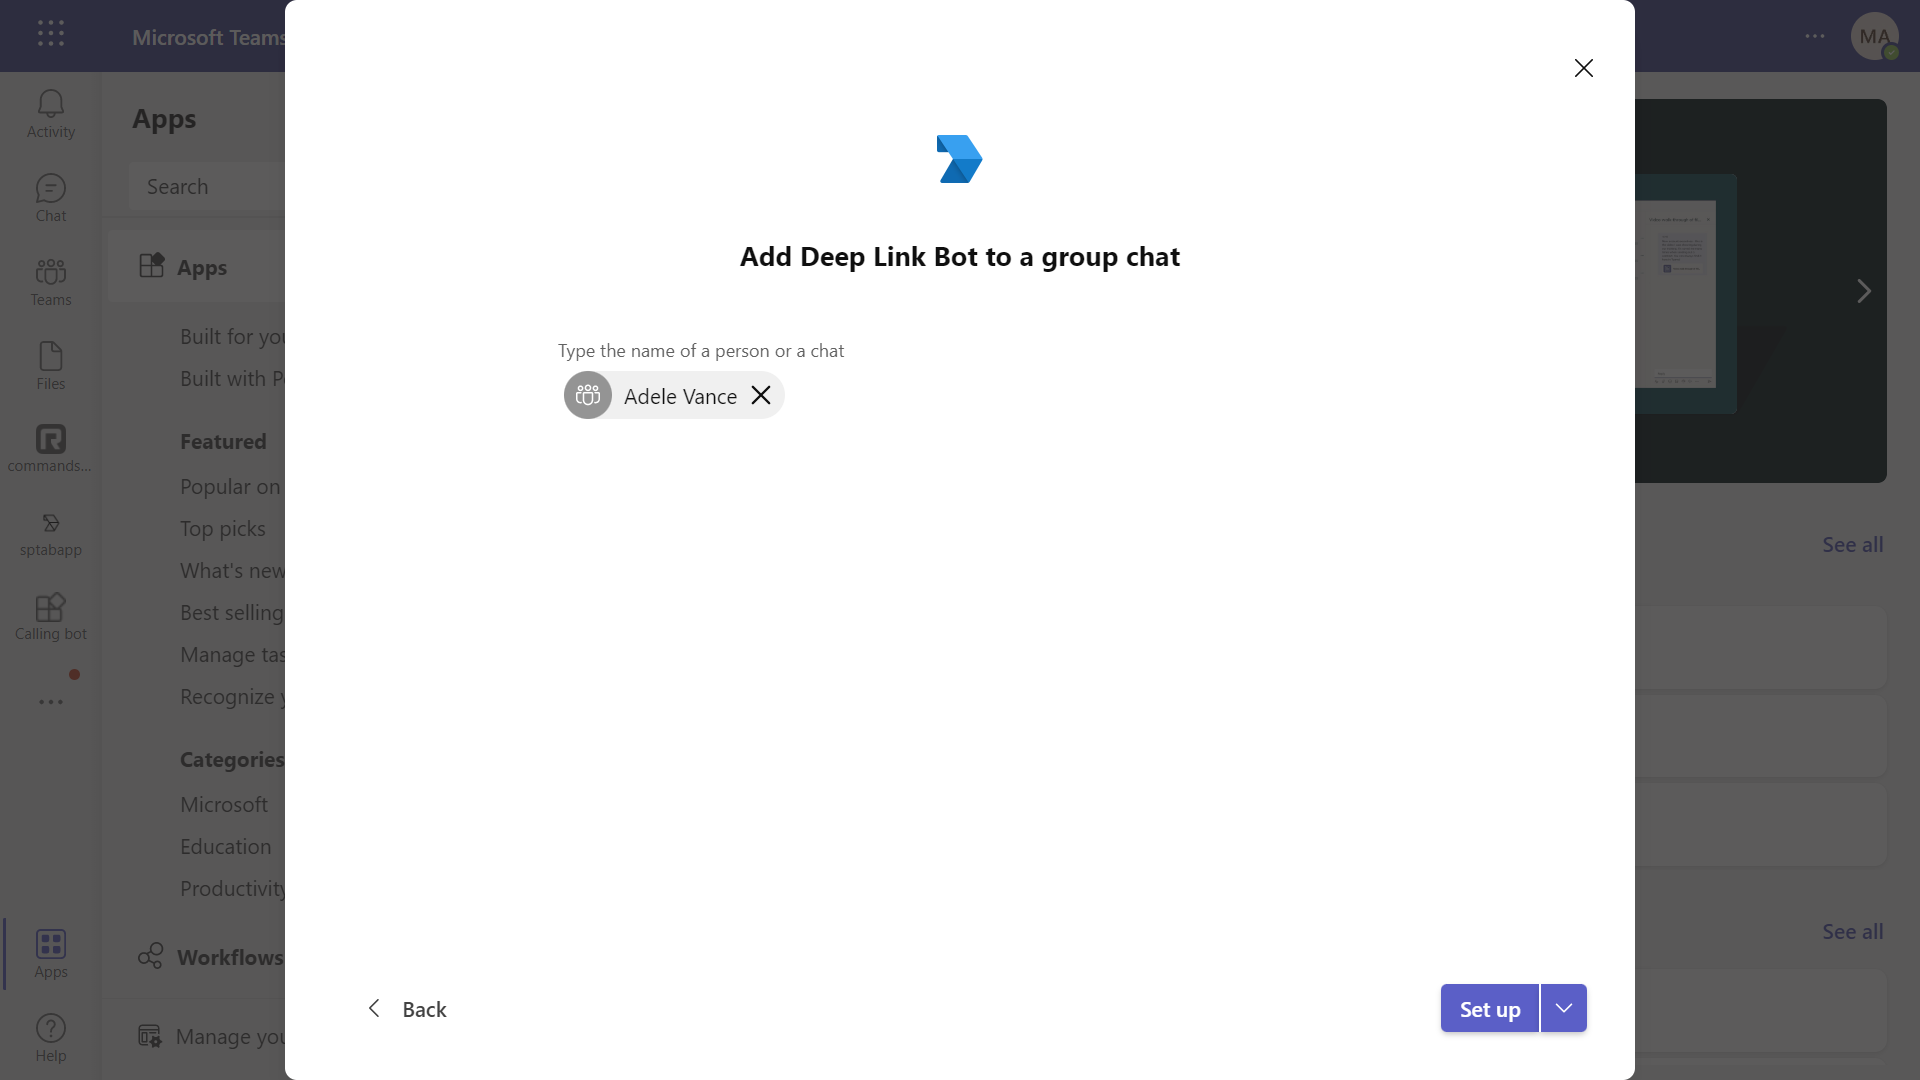 Microsoft Teams
MA
Activity
Chat
Teams
Files
commands...
sptabapp
Calling bot
Apps
Help
Apps
Search
Apps
Built for you
Built with
Featured
Popular on
Top picks
What's new
Best selling
Manage
Recognize
Categories
Microsoft
Education
Productivity
Workflows
Manage
Add Deep Link Bot to a group chat
Type the name of a person or a chat
Adele Vance
Back
Set up
See all
See all